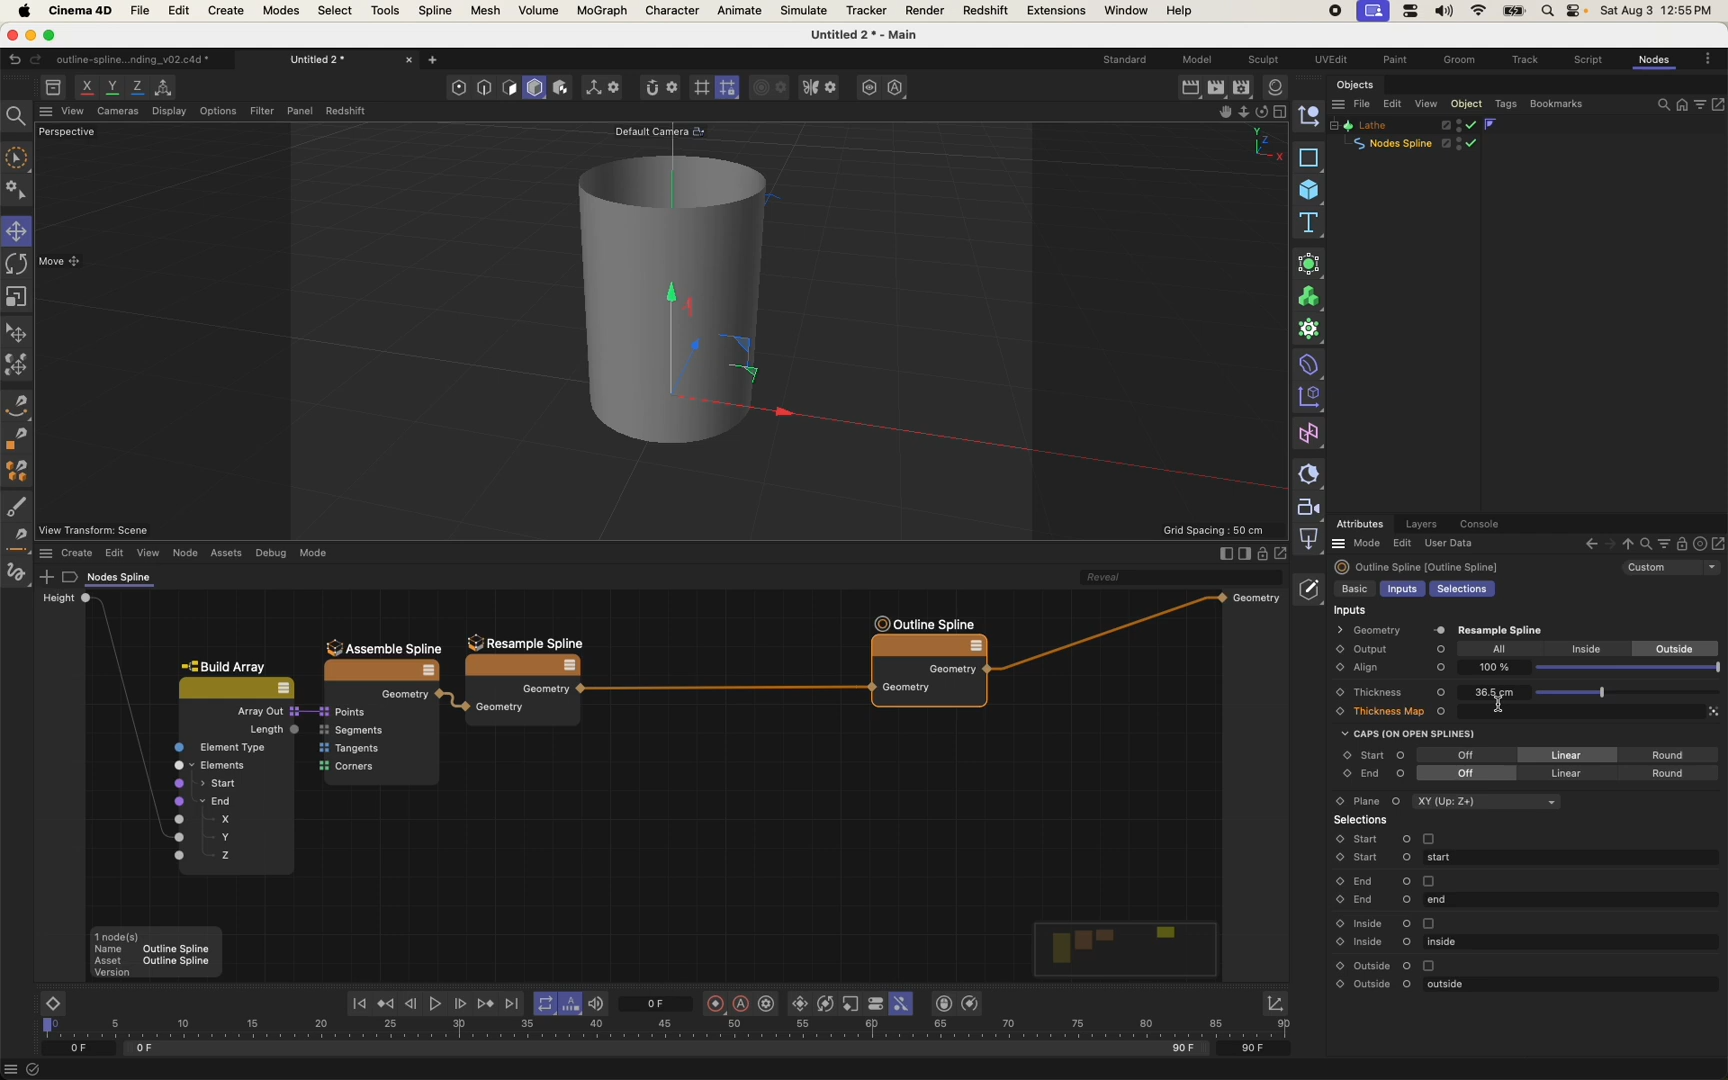 Cinema 4D File Edit Create Modes Select Tools Spline Mesh Volume MoGraph Character Animate Simulate Tracker Render Redshift Extensions Window Help Sat Aug 3 12:55 PM
Untitled 2 * - Main
outline-spline...nding_v02.c4d * Untitled 2 * × + Standard Model Sculpt UVEdit Paint Groom Track Script Nodes
X Y Z
Objects
File Edit View Object Tags Bookmarks
View Cameras Display Options Filter Panel Redshift
Perspective Default Camera
Y
Z
X
Lathe
Nodes Spline
Move
View Transform: Scene Grid Spacing : 50 cm
Attributes Layers Console
Mode Edit User Data
Outline Spline [Outline Spline] Custom
Basic Inputs Selections
Inputs
Geometry Resample Spline
Output All Inside Outside
Align 100 %
Thickness 36.5 cm
Thickness Map
CAPS (ON OPEN SPLINES)
Start Off Linear Round
End Off Linear Round
Plane XY (Up: Z+)
Selections
Start
Start start
End
End end
Inside
Inside inside
Outside
Outside outside
Create Edit View Node Assets Debug Mode
Nodes Spline Reveal
Height
Geometry
Build Array
Array Out
Length
Element Type
Elements
Start
End
X
Y
Z
Assemble Spline
Geometry
Points
Segments
Tangents
Corners
Resample Spline
Geometry
Geometry
Outline Spline
Geometry
Geometry
1 node(s)
Name Outline Spline
Asset Outline Spline
Version
0 F
0 5 10 15 20 25 30 35 40 45 50 55 60 65 70 75 80 85 90
0 F 0 F 90 F 90 F